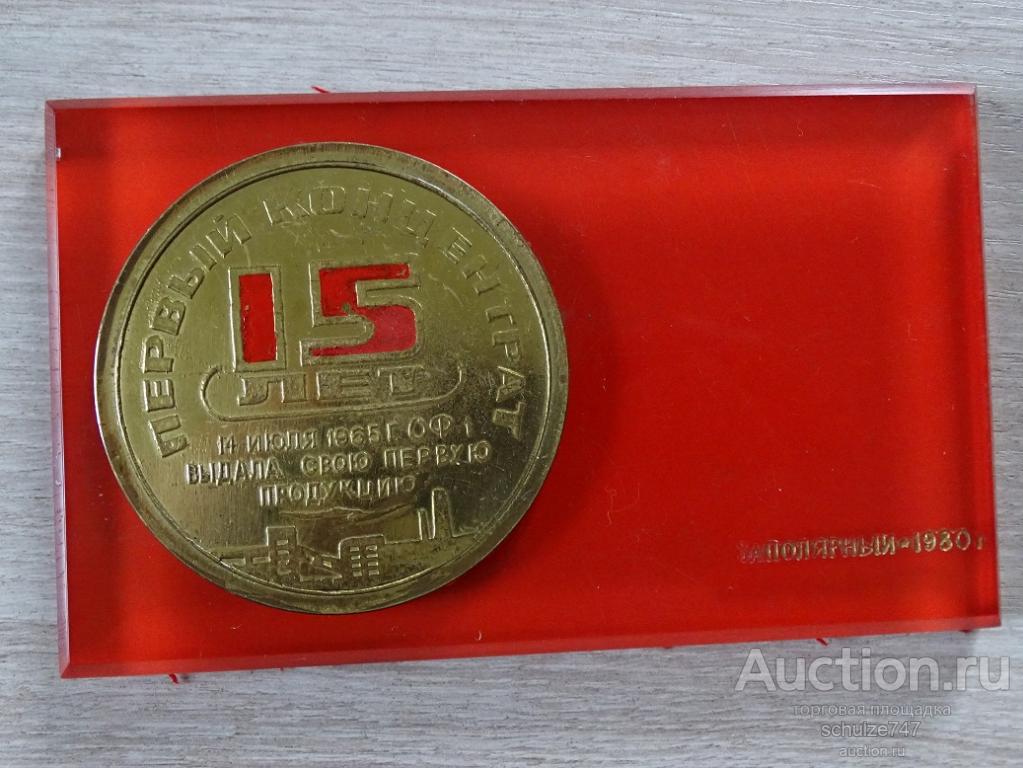 ПЕРВЫЙ КОНЦЕНТРАТ
15
ЛЕТ
14 ИЮЛЯ 1965 Г. ОФ 1
ВЫДАЛА СВОЮ ПЕРВУЮ
ПРОДУКЦИЮ
ЗАПОЛЯРНЫЙ-1980 г
Auction.ru
торговая площадка
schulze747
auction.ru